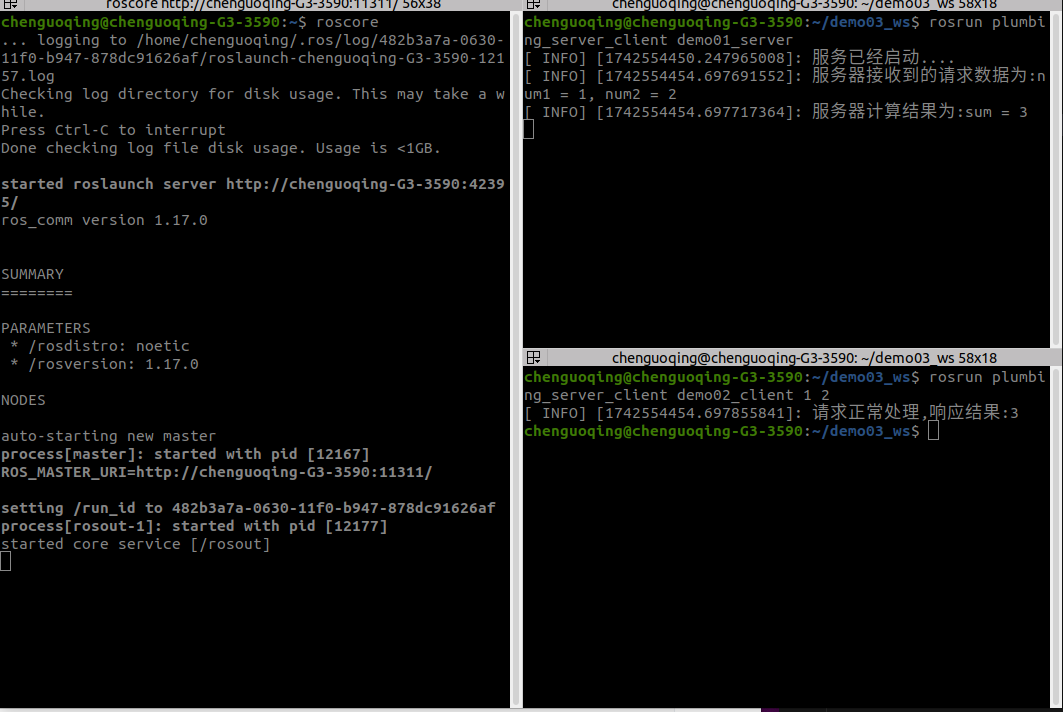 roscore http://chenguoqing-G3-3590:11311/ 56x38
chenguoqing@chenguoqing-G3-3590:~$ roscore
... logging to /home/chenguoqing/.ros/log/482b3a7a-0630-
11f0-b947-878dc91626af/roslaunch-chenguoqing-G3-3590-121
57.log
Checking log directory for disk usage. This may take a w
hile.
Press Ctrl-C to interrupt
Done checking log file disk usage. Usage is <1GB.
started roslaunch server http://chenguoqing-G3-3590:4239
5/
ros_comm version 1.17.0
SUMMARY
========
PARAMETERS
 * /rosdistro: noetic
 * /rosversion: 1.17.0
NODES
auto-starting new master
process[master]: started with pid [12167]
ROS_MASTER_URI=http://chenguoqing-G3-3590:11311/
setting /run_id to 482b3a7a-0630-11f0-b947-878dc91626af
process[rosout-1]: started with pid [12177]
started core service [/rosout]
chenguoqing@chenguoqing-G3-3590: ~/demo03_ws 58x18
chenguoqing@chenguoqing-G3-3590:~/demo03_ws$ rosrun plumbi
ng_server_client demo01_server
[ INFO] [1742554450.247965008]: 服务已经启动....
[ INFO] [1742554454.697691552]: 服务器接收到的请求数据为:n
um1 = 1, num2 = 2
[ INFO] [1742554454.697717364]: 服务器计算结果为:sum = 3
chenguoqing@chenguoqing-G3-3590: ~/demo03_ws 58x18
chenguoqing@chenguoqing-G3-3590:~/demo03_ws$ rosrun plumbi
ng_server_client demo02_client 1 2
[ INFO] [1742554454.697855841]: 请求正常处理,响应结果:3
chenguoqing@chenguoqing-G3-3590:~/demo03_ws$